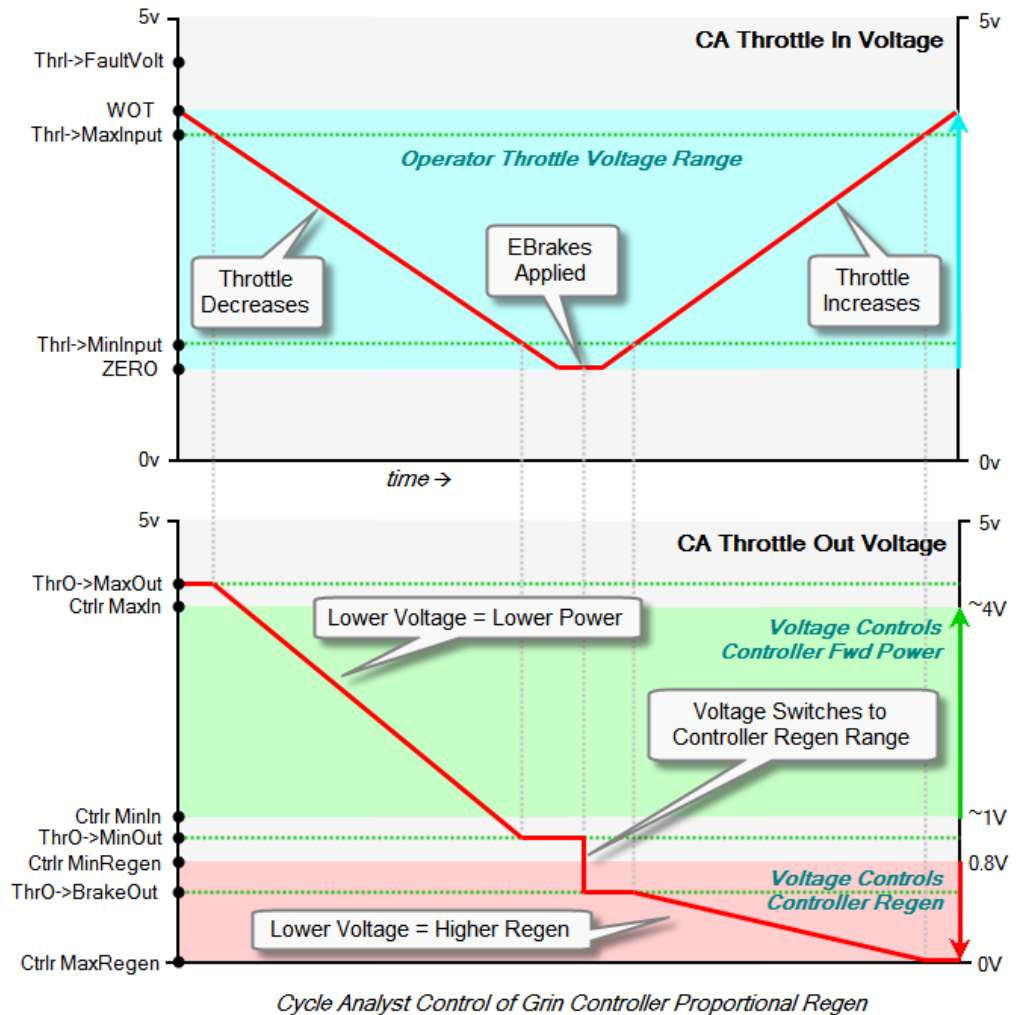 5v
5v
CA Throttle In Voltage
Thrl->FaultVolt
WOT
Thrl->MaxInput
Operator Throttle Voltage Range
EBrakes
Applied
Throttle
Decreases
Throttle
Increases
Thrl->MinInput
ZERO
0v
0v
time →
5v
5v
CA Throttle Out Voltage
ThrO->MaxOut
Ctrlr MaxIn
~4V
Lower Voltage = Lower Power
Voltage Controls
Controller Fwd Power
Voltage Switches to
Controller Regen Range
Ctrlr MinIn
~1V
ThrO->MinOut
Ctrlr MinRegen
0.8V
ThrO->BrakeOut
Voltage Controls
Controller Regen
Lower Voltage = Higher Regen
Ctrlr MaxRegen
0V
Cycle Analyst Control of Grin Controller Proportional Regen